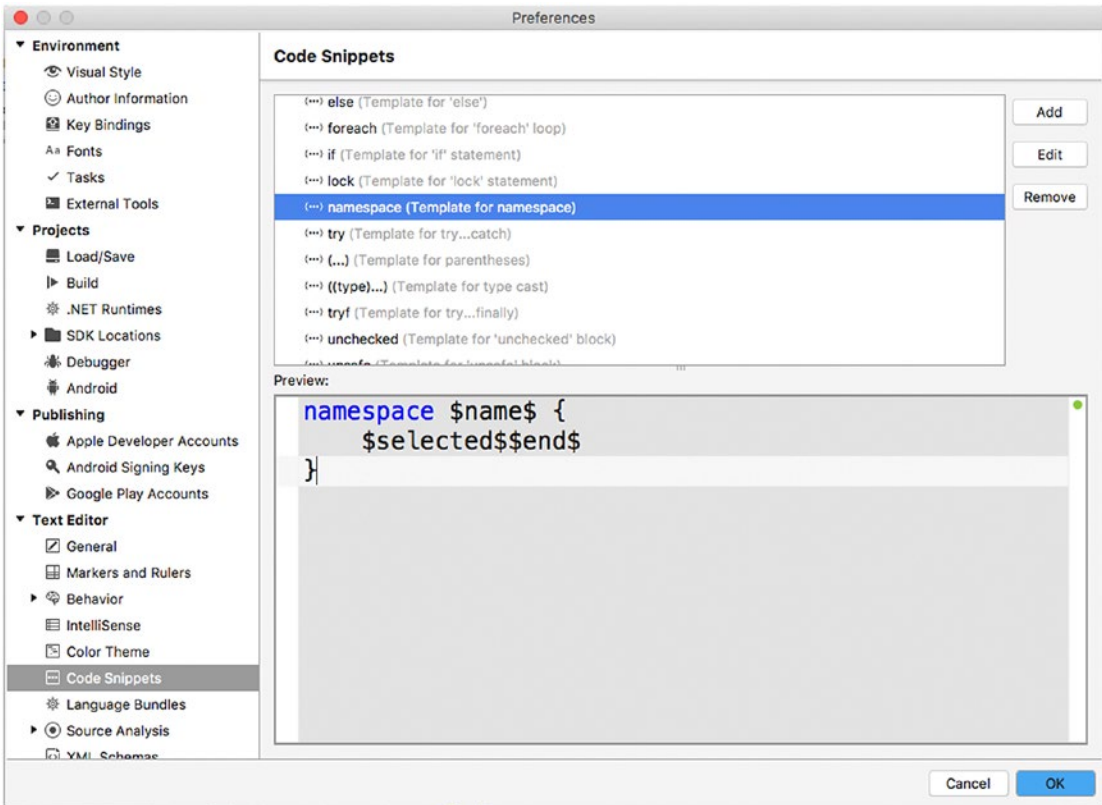 Preferences
Environment
Visual Style
Author Information
Key Bindings
Aa Fonts
Tasks
External Tools
Projects
Load/Save
Build
.NET Runtimes
SDK Locations
Debugger
Android
Publishing
Apple Developer Accounts
Android Signing Keys
Google Play Accounts
Text Editor
General
Markers and Rulers
Behavior
IntelliSense
Color Theme
Code Snippets
Language Bundles
Source Analysis
XML Schemas
Code Snippets
else (Template for 'else')
foreach (Template for 'foreach' loop)
if (Template for 'if' statement)
lock (Template for 'lock' statement)
namespace (Template for namespace)
try (Template for try...catch)
(...) (Template for parentheses)
((type)...) (Template for type cast)
tryf (Template for try...finally)
unchecked (Template for 'unchecked' block)
Add
Edit
Remove
Preview:
namespace $name$ {
$selected$$end$
}
Cancel
OK